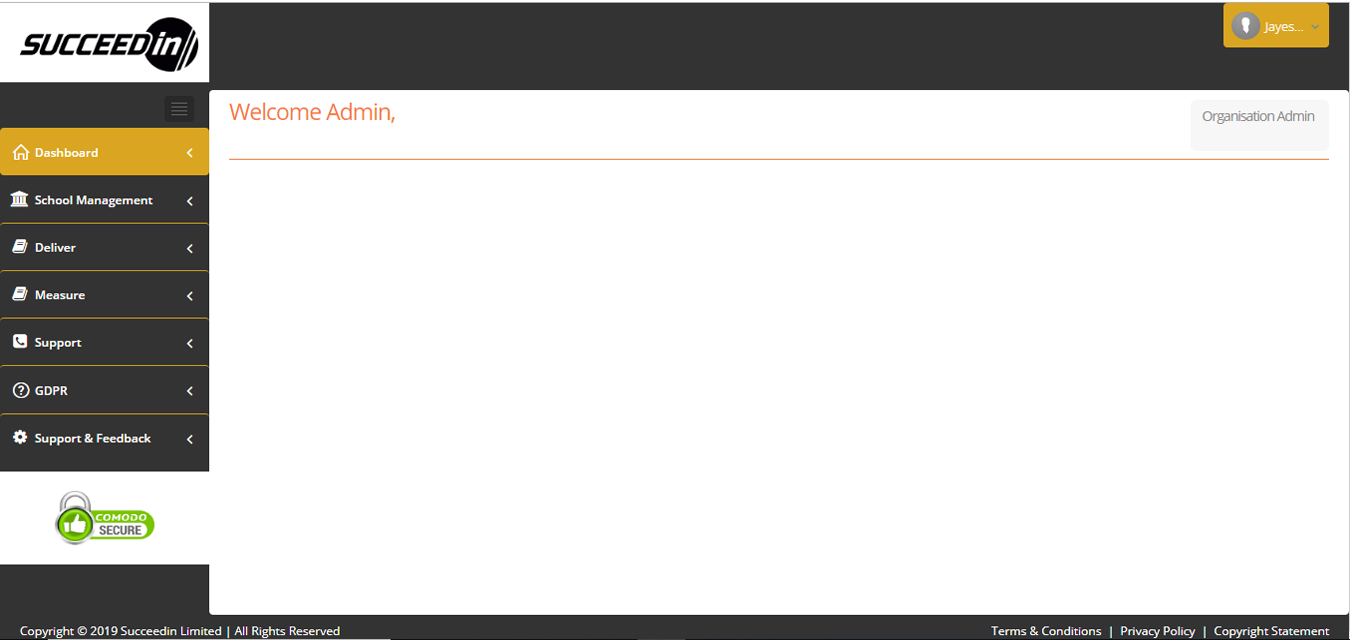 SUCCEEDin
Jayes...
Welcome Admin,
Organisation Admin
Dashboard
School Management
Deliver
Measure
Support
GDPR
Support & Feedback
COMODO
SECURE
Copyright © 2019 Succeedin Limited | All Rights Reserved
Terms & Conditions | Privacy Policy | Copyright Statement